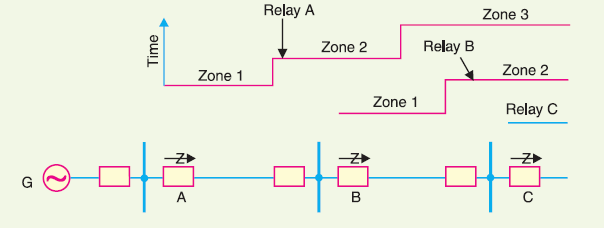 Relay A
Zone 3
Time
Zone 2
Relay B
Zone 1
Zone 2
Zone 1
Relay C
Z
Z
Z
G
A
B
C